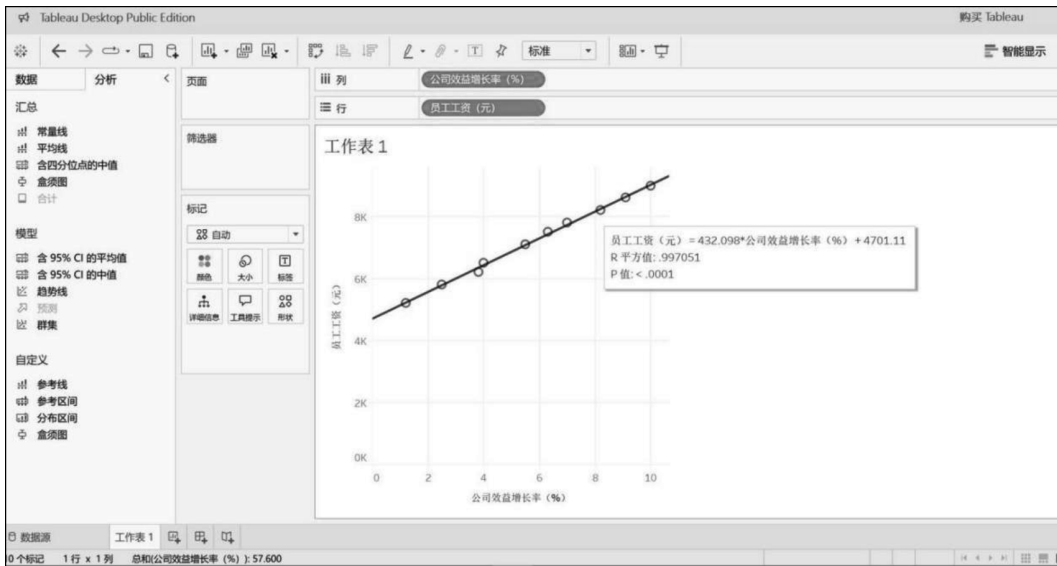 Tableau Desktop Public Edition
购买 Tableau
标准
智能显示
数据
分析
页面
iii 列
公司效益增长率（%）
行
员工工资（元）
汇总
常量线
平均线
含四分位点的中值
盒须图
合计
筛选器
工作表 1
标记
自动
颜色
大小
标签
详细信息
工具提示
形状
模型
含 95% CI 的平均值
含 95% CI 的中值
趋势线
预测
群集
自定义
参考线
参考区间
分布区间
盒须图
员工工资（元）
8K
6K
4K
2K
0K
0 2 4 6 8 10
公司效益增长率（%）
员工工资（元）= 432.098*公司效益增长率（%）+ 4701.11
R 平方值: .997051
P 值: < .0001
数据源
工作表 1
0 个标记 1 行 x 1 列 总和(公司效益增长率（%）): 57.600